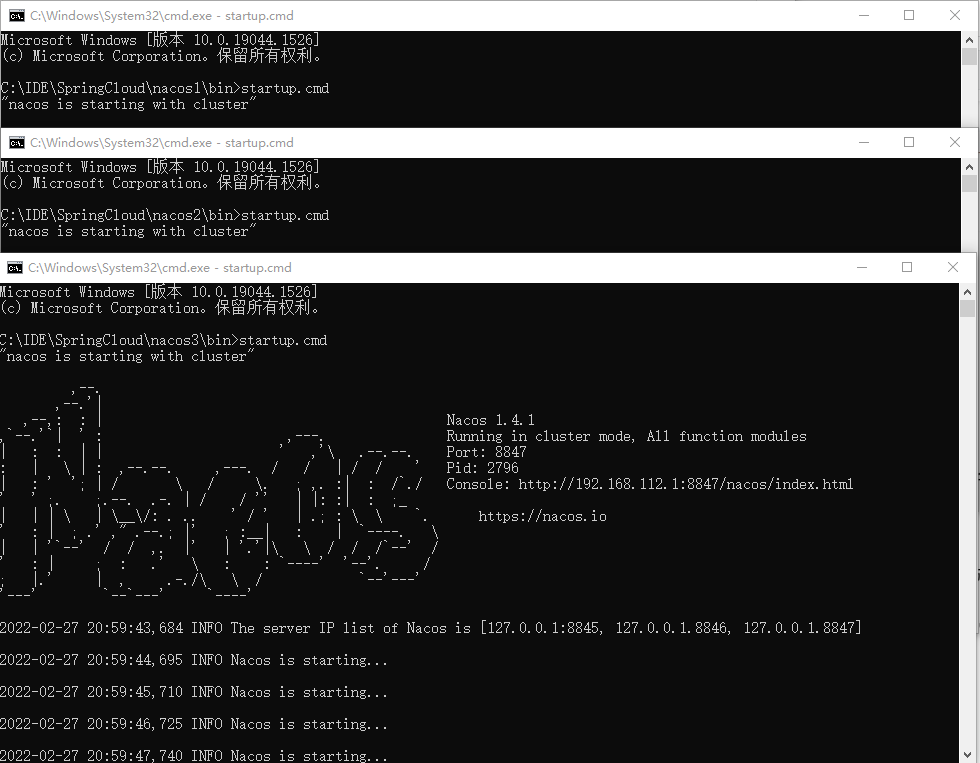 C:\Windows\System32\cmd.exe - startup.cmd
Microsoft Windows [版本 10.0.19044.1526]
(c) Microsoft Corporation。保留所有权利。
C:\IDE\SpringCloud\nacos1\bin>startup.cmd
"nacos is starting with cluster"
C:\Windows\System32\cmd.exe - startup.cmd
Microsoft Windows [版本 10.0.19044.1526]
(c) Microsoft Corporation。保留所有权利。
C:\IDE\SpringCloud\nacos2\bin>startup.cmd
"nacos is starting with cluster"
C:\Windows\System32\cmd.exe - startup.cmd
Microsoft Windows [版本 10.0.19044.1526]
(c) Microsoft Corporation。保留所有权利。
C:\IDE\SpringCloud\nacos3\bin>startup.cmd
"nacos is starting with cluster"
Nacos
Nacos 1.4.1
Running in cluster mode, All function modules
Port: 8847
Pid: 2796
Console: http://192.168.112.1:8847/nacos/index.html
https://nacos.io
2022-02-27 20:59:43,684 INFO The server IP list of Nacos is [127.0.0.1:8845, 127.0.0.1.8846, 127.0.0.1.8847]
2022-02-27 20:59:44,695 INFO Nacos is starting...
2022-02-27 20:59:45,710 INFO Nacos is starting...
2022-02-27 20:59:46,725 INFO Nacos is starting...
2022-02-27 20:59:47,740 INFO Nacos is starting...